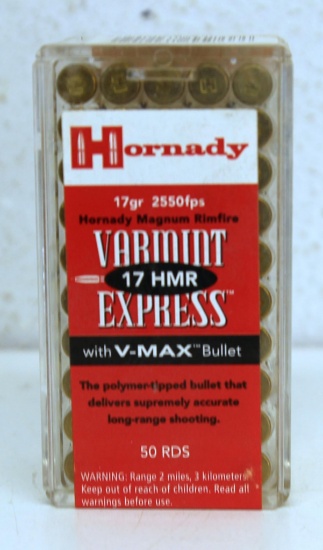 Hornady
17gr 2550fps
Hornady Magnum Rimfire
VARMINT
17 HMR
EXPRESS™
with V-MAX™ Bullet
The polymer-tipped bullet that
delivers supremely accurate
long-range shooting.
50 RDS
WARNING: Range 2 miles, 3 kilometers
Keep out of reach of children. Read all
warnings before use.